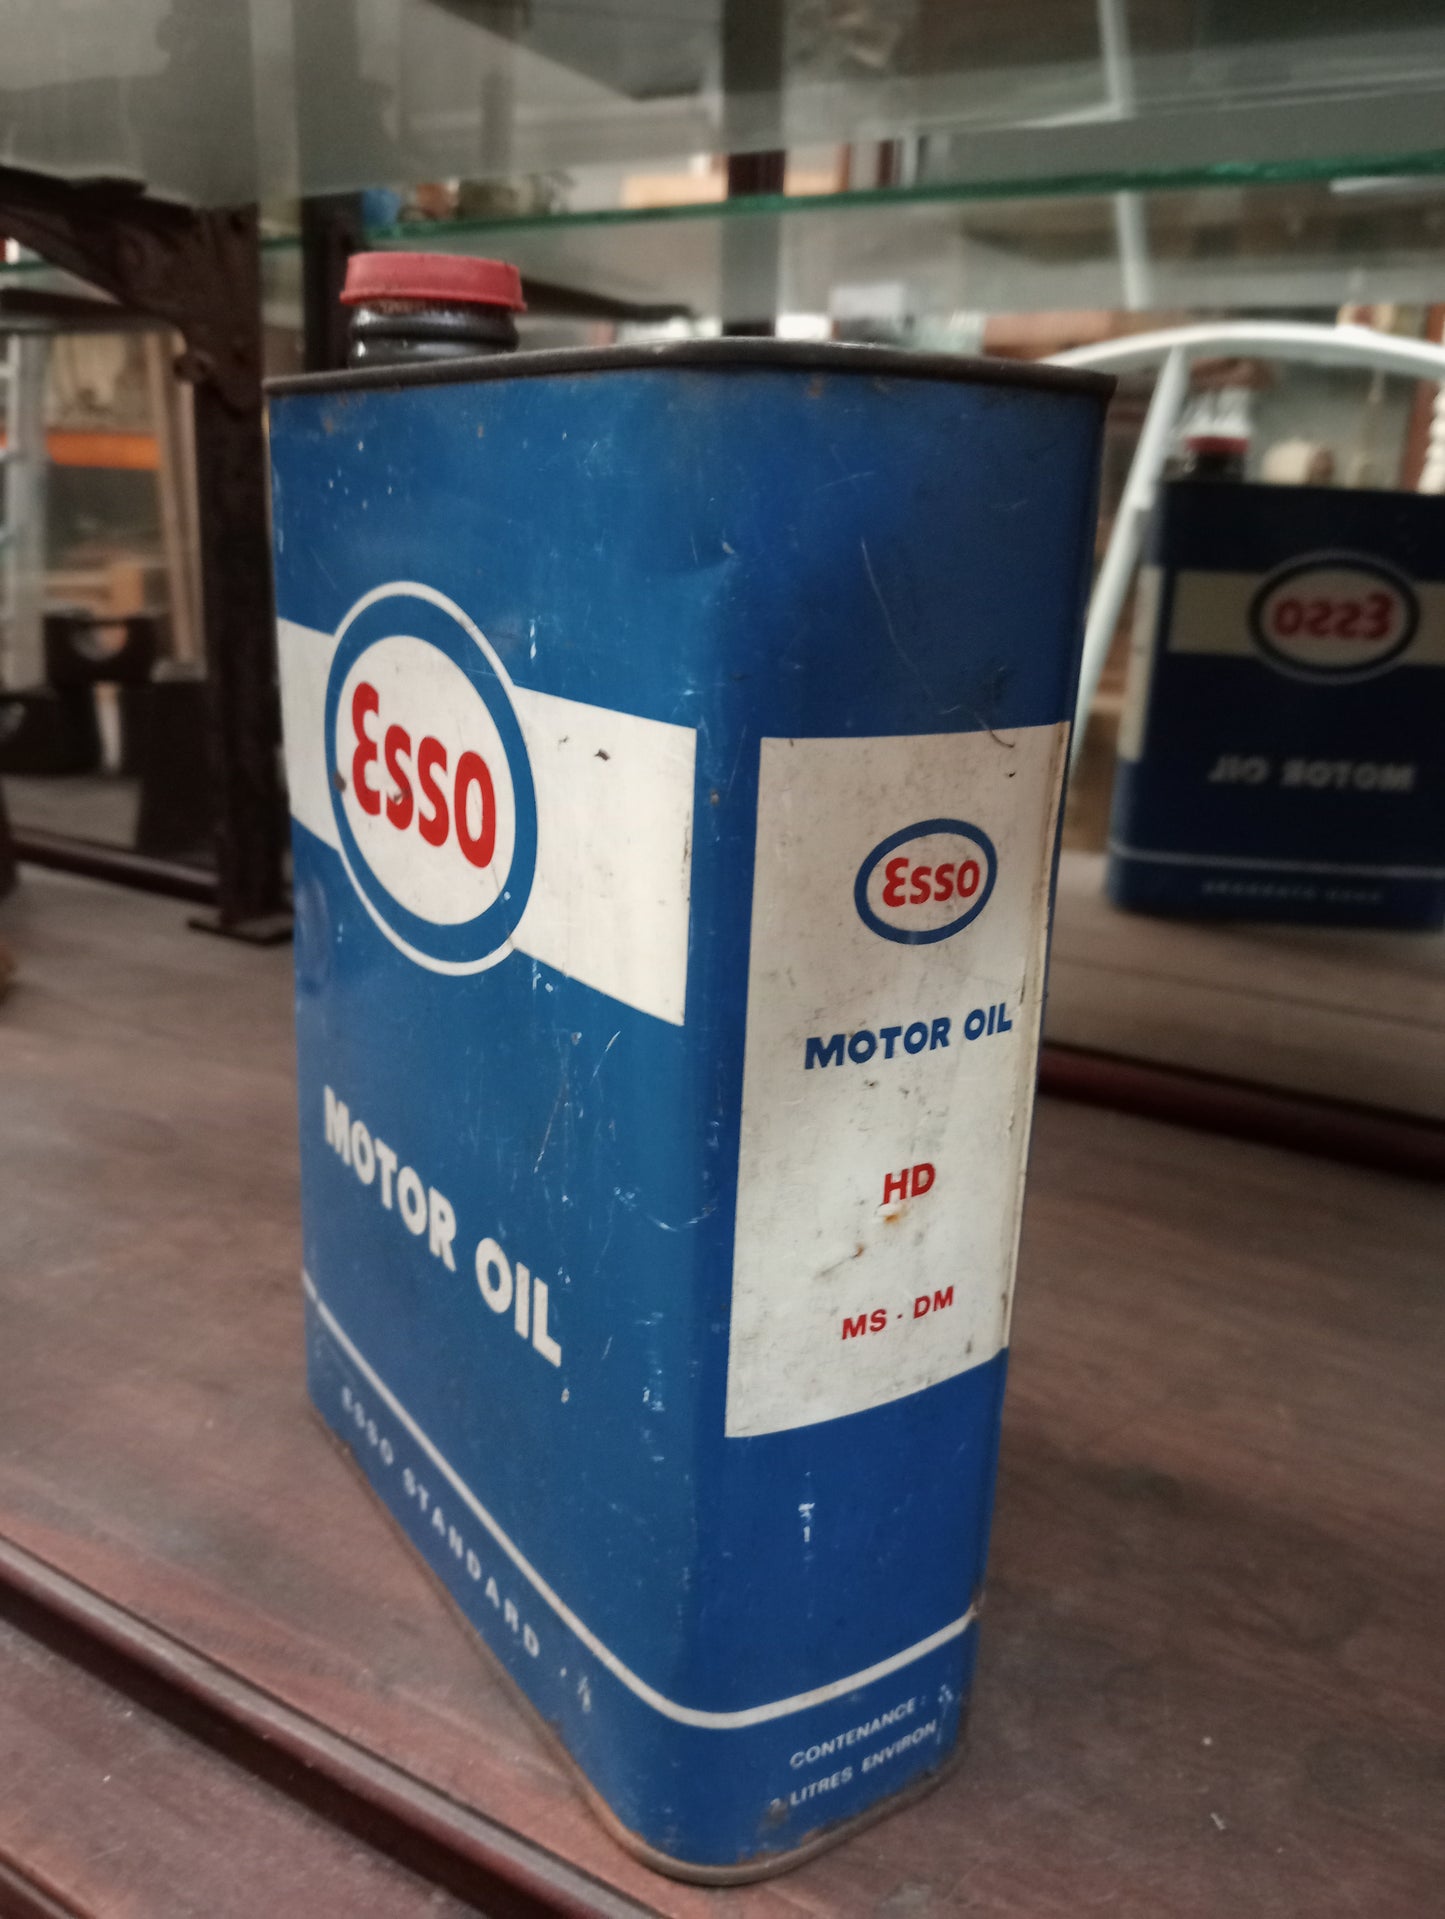 Esso
MOTOR OIL
ESSO STANDARD
Esso
MOTOR OIL
HD
MS · DM
CONTENANCE :
LITRES ENVIRON
Esso
MOTOR OIL